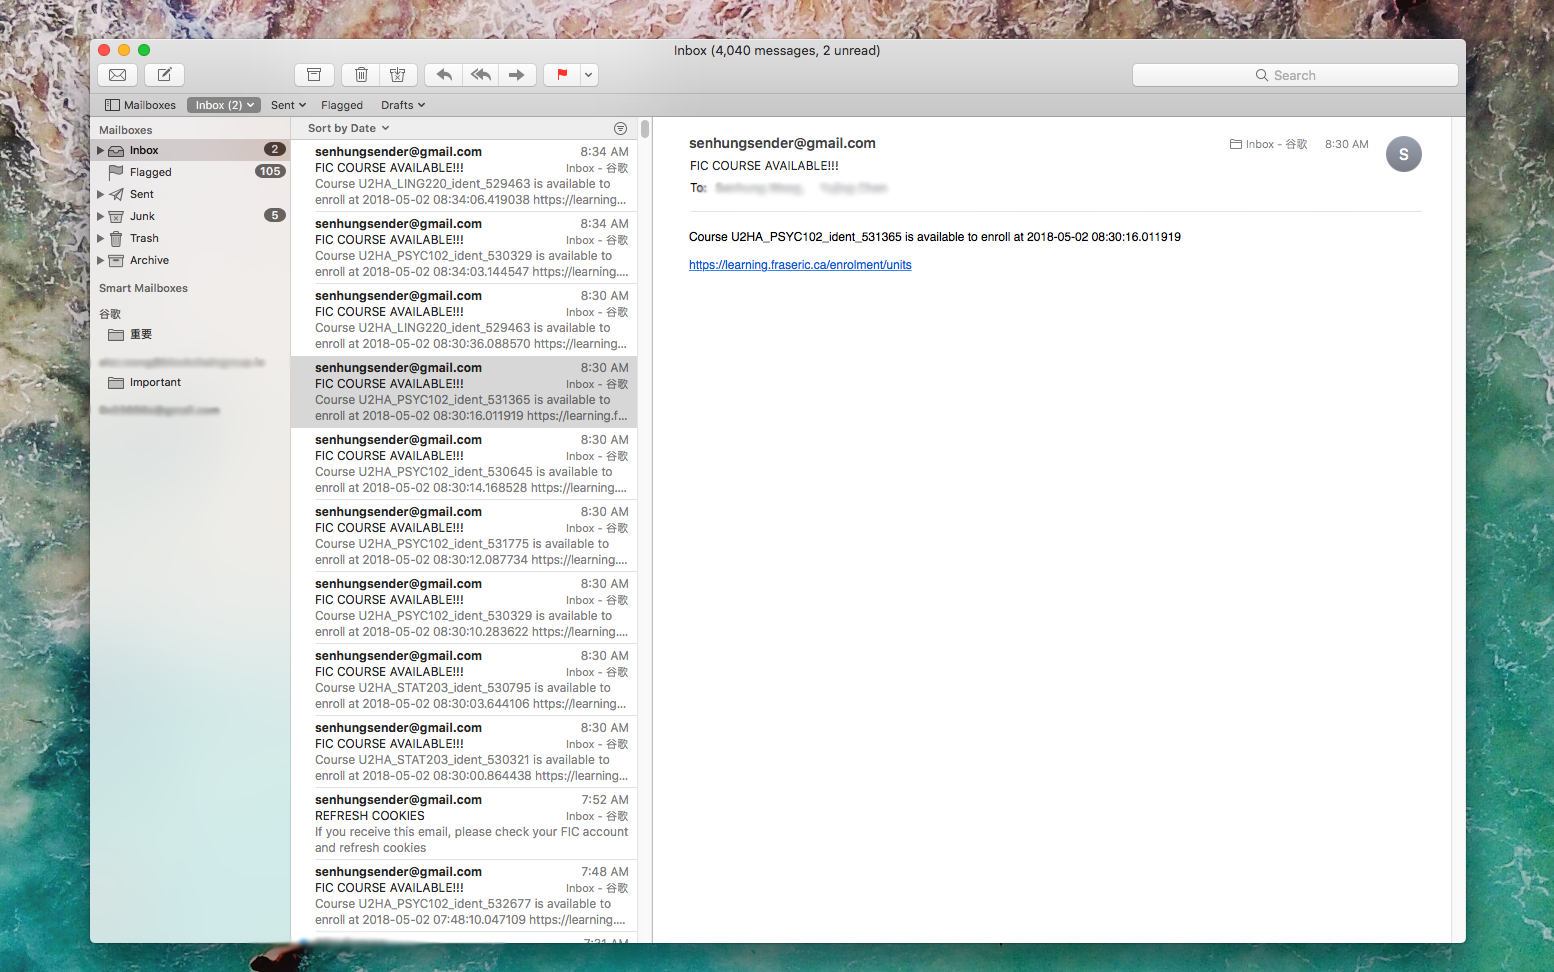 Inbox (4,040 messages, 2 unread)
Search
Mailboxes
Inbox (2)
Sent
Flagged
Drafts
Mailboxes
Inbox 2
Flagged 105
Sent
Junk 5
Trash
Archive
Smart Mailboxes
谷歌
重要
Important
Sort by Date
senhungsender@gmail.com 8:34 AM
FIC COURSE AVAILABLE!!! Inbox - 谷歌
Course U2HA_LING220_ident_529463 is available to
enroll at 2018-05-02 08:34:06.419038 https://learning...
senhungsender@gmail.com 8:34 AM
FIC COURSE AVAILABLE!!! Inbox - 谷歌
Course U2HA_PSYC102_ident_530329 is available to
enroll at 2018-05-02 08:34:03.144547 https://learning....
senhungsender@gmail.com 8:30 AM
FIC COURSE AVAILABLE!!! Inbox - 谷歌
Course U2HA_LING220_ident_529463 is available to
enroll at 2018-05-02 08:30:36.088570 https://learning...
senhungsender@gmail.com 8:30 AM
FIC COURSE AVAILABLE!!! Inbox - 谷歌
Course U2HA_PSYC102_ident_531365 is available to
enroll at 2018-05-02 08:30:16.011919 https://learning.f...
senhungsender@gmail.com 8:30 AM
FIC COURSE AVAILABLE!!! Inbox - 谷歌
Course U2HA_PSYC102_ident_530645 is available to
enroll at 2018-05-02 08:30:14.168528 https://learning....
senhungsender@gmail.com 8:30 AM
FIC COURSE AVAILABLE!!! Inbox - 谷歌
Course U2HA_PSYC102_ident_531775 is available to
enroll at 2018-05-02 08:30:12.087734 https://learning....
senhungsender@gmail.com 8:30 AM
FIC COURSE AVAILABLE!!! Inbox - 谷歌
Course U2HA_PSYC102_ident_530329 is available to
enroll at 2018-05-02 08:30:10.283622 https://learning....
senhungsender@gmail.com 8:30 AM
FIC COURSE AVAILABLE!!! Inbox - 谷歌
Course U2HA_STAT203_ident_530795 is available to
enroll at 2018-05-02 08:30:03.644106 https://learning...
senhungsender@gmail.com 8:30 AM
FIC COURSE AVAILABLE!!! Inbox - 谷歌
Course U2HA_STAT203_ident_530321 is available to
enroll at 2018-05-02 08:30:00.864438 https://learning...
senhungsender@gmail.com 7:52 AM
REFRESH COOKIES Inbox - 谷歌
If you receive this email, please check your FIC account
and refresh cookies
senhungsender@gmail.com 7:48 AM
FIC COURSE AVAILABLE!!! Inbox - 谷歌
Course U2HA_PSYC102_ident_532677 is available to
enroll at 2018-05-02 07:48:10.047109 https://learning....
senhungsender@gmail.com Inbox - 谷歌 8:30 AM
S
FIC COURSE AVAILABLE!!!
To:
Course U2HA_PSYC102_ident_531365 is available to enroll at 2018-05-02 08:30:16.011919
https://learning.fraseric.ca/enrolment/units